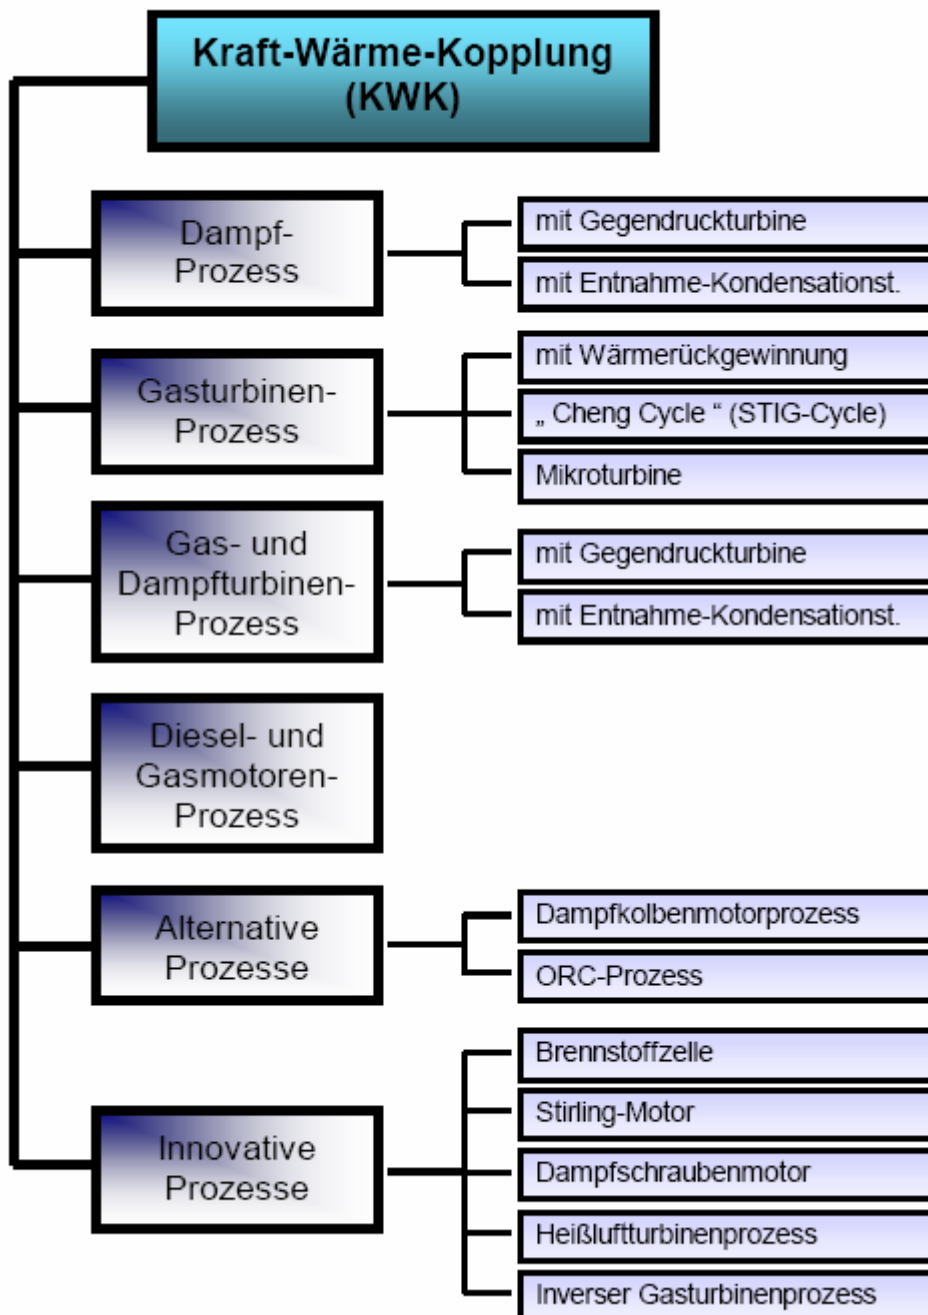 Kraft-Wärme-Kopplung
(KWK)
Dampf-
Prozess
mit Gegendruckturbine
mit Entnahme-Kondensationst.
Gasturbinen-
Prozess
mit Wärmerückgewinnung
„ Cheng Cycle “ (STIG-Cycle)
Mikroturbine
Gas- und
Dampfturbinen-
Prozess
mit Gegendruckturbine
mit Entnahme-Kondensationst.
Diesel- und
Gasmotoren-
Prozess
Alternative
Prozesse
Dampfkolbenmotorprozess
ORC-Prozess
Innovative
Prozesse
Brennstoffzelle
Stirling-Motor
Dampfschraubenmotor
Heißluftturbinenprozess
Inverser Gasturbinenprozess